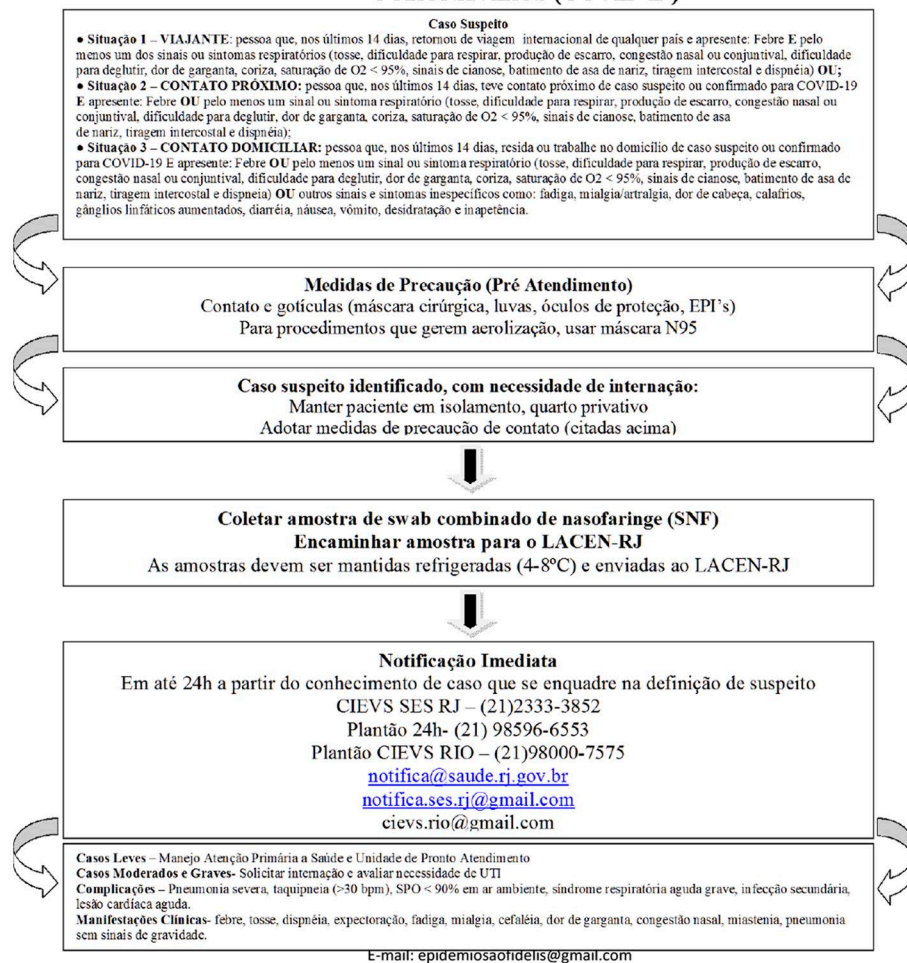 Caso Suspeito
● Situação 1 – VIAJANTE: pessoa que, nos últimos 14 dias, retornou de viagem internacional de qualquer país e apresente: Febre E pelo
menos um dos sinais ou sintomas respiratórios (tosse, dificuldade para respirar, produção de escarro, congestão nasal ou conjuntival, dificuldade
para deglutir, dor de garganta, coriza, saturação de O2 < 95%, sinais de cianose, batimento de asa de nariz, tiragem intercostal e dispnéia) OU;
● Situação 2 – CONTATO PRÓXIMO: pessoa que, nos últimos 14 dias, teve contato próximo de caso suspeito ou confirmado para COVID-19
E apresente: Febre OU pelo menos um sinal ou sintoma respiratório (tosse, dificuldade para respirar, produção de escarro, congestão nasal ou
conjuntival, dificuldade para deglutir, dor de garganta, coriza, saturação de O2 < 95%, sinais de cianose, batimento de asa
de nariz, tiragem intercostal e dispnéia);
● Situação 3 – CONTATO DOMICILIAR: pessoa que, nos últimos 14 dias, resida ou trabalhe no domicílio de caso suspeito ou confirmado
para COVID-19 E apresente: Febre OU pelo menos um sinal ou sintoma respiratório (tosse, dificuldade para respirar, produção de escarro,
congestão nasal ou conjuntival, dificuldade para deglutir, dor de garganta, coriza, saturação de O2 < 95%, sinais de cianose, batimento de asa de
nariz, tiragem intercostal e dispneia) OU outros sinais e sintomas inespecíficos como: fadiga, mialgia/artralgia, dor de cabeça, calafrios,
gânglios linfáticos aumentados, diarréia, náusea, vômito, desidratação e inapetência.
Medidas de Precaução (Pré Atendimento)
Contato e gotículas (máscara cirúrgica, luvas, óculos de proteção, EPI's)
Para procedimentos que gerem aerolização, usar máscara N95
Caso suspeito identificado, com necessidade de internação:
Manter paciente em isolamento, quarto privativo
Adotar medidas de precaução de contato (citadas acima)
Coletar amostra de swab combinado de nasofaringe (SNF)
Encaminhar amostra para o LACEN-RJ
As amostras devem ser mantidas refrigeradas (4-8ºC) e enviadas ao LACEN-RJ
Notificação Imediata
Em até 24h a partir do conhecimento de caso que se enquadre na definição de suspeito
CIEVS SES RJ – (21)2333-3852
Plantão 24h- (21) 98596-6553
Plantão CIEVS RIO – (21)98000-7575
notifica@saude.rj.gov.br
notifica.ses.rj@gmail.com
cievs.rio@gmail.com
Casos Leves – Manejo Atenção Primária a Saúde e Unidade de Pronto Atendimento
Casos Moderados e Graves- Solicitar internação e avaliar necessidade de UTI
Complicações – Pneumonia severa, taquipneia (>30 bpm), SPO < 90% em ar ambiente, síndrome respiratória aguda grave, infecção secundária,
lesão cardíaca aguda.
Manifestações Clínicas- febre, tosse, dispnéia, expectoração, fadiga, mialgia, cefaléia, dor de garganta, congestão nasal, miastenia, pneumonia
sem sinais de gravidade.
E-mail: epidemiosaofidelis@gmail.com